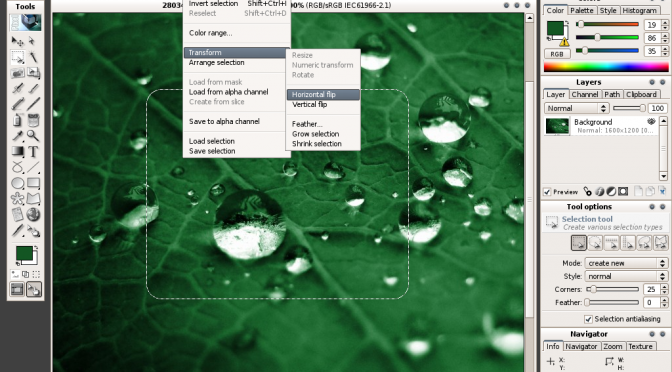 Tools
2803
0% (RGB/sRGB IEC61966-2.1)
Invert selection Shift+Ctrl+I
Reselect Shift+Ctrl+D
Color range...
Transform
Arrange selection
Load from mask
Load from alpha channel
Create from slice
Save to alpha channel
Load selection
Save selection
Resize
Numeric transform
Rotate
Horizontal flip
Vertical flip
Feather...
Grow selection
Shrink selection
Color Palette Style Histogram
19
86
35
RGB
Layers
Layer Channel Path Clipboard
Normal 100
Background
Normal: 1600x1200 [0...
Preview
Tool options
Selection tool
Create various selection types
Mode: create new
Style: normal
Corners: 25
Feather: 0
Selection antialiasing
Navigator
Info Navigator Zoom Texture
X: W:
Y: H: